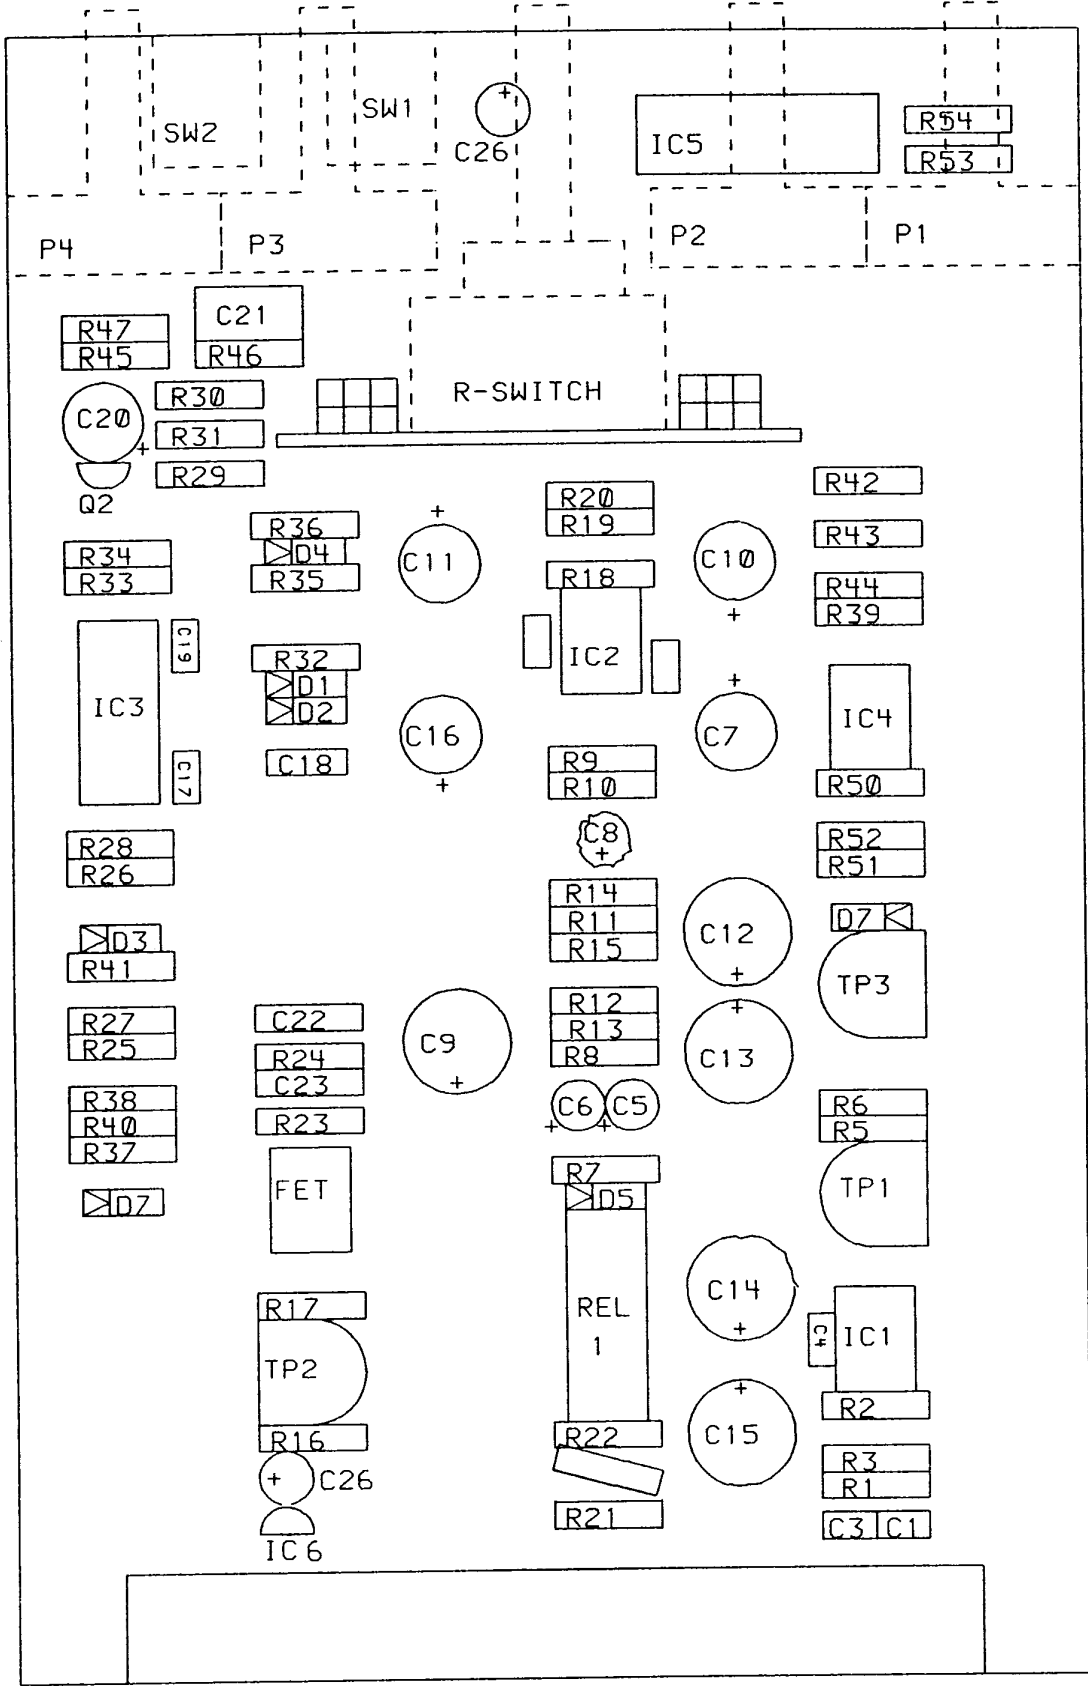 SW2
SW1
C26
IC5
R54
R53
P4
P3
P2
P1
R47
R45
C21
R46
C20
R30
R31
R29
Q2
R-SWITCH
R42
R43
R44
R39
R20
R19
R18
IC2
C10
C11
R36
D4
R35
R34
R33
IC3
C19
C17
R32
D1
D2
C18
C16
C7
IC4
R50
R9
R10
C8
R52
R51
R28
R26
R14
R11
R15
C12
D7
TP3
D3
R41
R27
R25
C22
R24
C23
R23
C9
R12
R13
R8
C13
C6
C5
R6
R5
TP1
R38
R40
R37
D7
FET
R7
D5
REL
1
C14
C4
IC1
R2
R17
TP2
R16
C26
IC6
R22
R21
C15
R3
R1
C3
C1